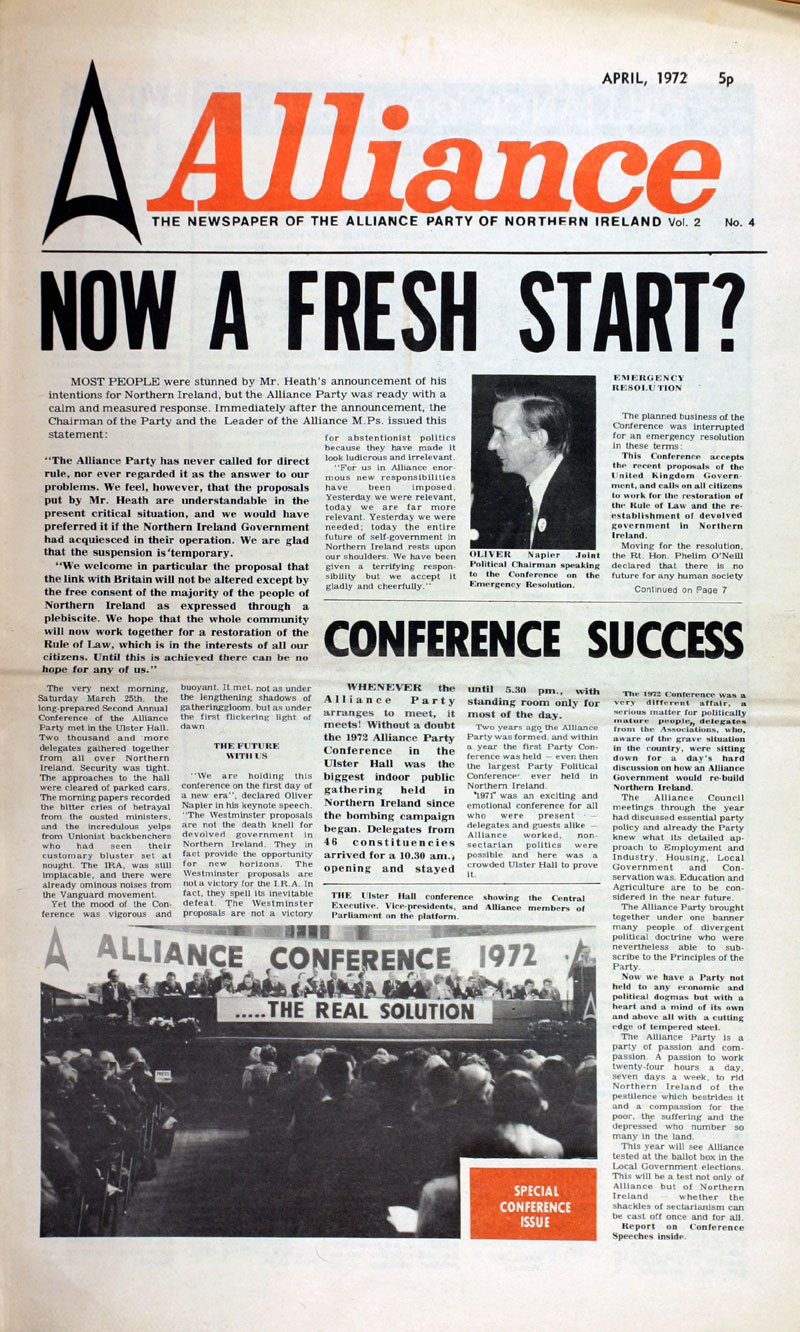 APRIL, 1972 5p
Alliance
THE NEWSPAPER OF THE ALLIANCE PARTY OF NORTHERN IRELAND Vol. 2 No. 4
NOW A FRESH START?
MOST PEOPLE were stunned by Mr. Heath's announcement of his
intentions for Northern Ireland, but the Alliance Party was ready with a
calm and measured response. Immediately after the announcement, the
Chairman of the Party and the Leader of the Alliance M.Ps. issued this
statement:
"The Alliance Party has never called for direct
rule, nor ever regarded it as the answer to our
problems. We feel, however, that the proposals
put by Mr. Heath are understandable in the
present critical situation, and we would have
preferred it if the Northern Ireland Government
had acquiesced in their operation. We are glad
that the suspension is temporary.
"We welcome in particular the proposal that
the link with Britain will not be altered except by
the free consent of the majority of the people of
Northern Ireland as expressed through a
plebiscite. We hope that the whole community
will now work together for a restoration of the
Rule of Law, which is in the interests of all our
citizens. Until this is achieved there can be no
hope for any of us."
The very next morning,
Saturday March 25th, the
long-prepared Second Annual
Conference of the Alliance
Party met in the Ulster Hall.
Two thousand and more
delegates gathered together
from all over Northern
Ireland. Security was tight.
The approaches to the hall
were cleared of parked cars.
The morning papers recorded
the bitter cries of betrayal
from the ousted ministers,
and the incredulous yelps
from Unionist backbenchers
who had seen their
customary bluster set at
nought. The IRA, was still
implacable, and there were
already ominous noises from
the Vanguard movement.
Yet the mood of the Con-
ference was vigorous and
buoyant. It met, not as under
the lengthening shadows of
gatheringgloom, but as under
the first flickering light of
dawn
THE FUTURE
WITH US
"We are holding this
conference on the first day of
a new era", declared Oliver
Napier in his keynote speech.
"The Westminster proposals
are not the death knell for
devolved government in
Northern Ireland. They in
fact provide the opportunity
for new horizons. The
Westminster proposals are
not a victory for the I.R.A. In
fact, they spell its inevitable
defeat. The Westminster
proposals are not a victory
for abstentionist politics
because they have made it
look ludicrous and irrelevant.
"For us in Alliance enor-
mous new responsibilities
have been imposed.
Yesterday we were relevant,
today we are far more
relevant. Yesterday we were
needed; today the entire
future of self-government in
Northern Ireland rests upon
our shoulders. We have been
given a terrifying respon-
sibility but we accept it
gladly and cheerfully."
OLIVER Napier Joint
Political Chairman speaking
to the Conference on the
Emergency Resolution.
EMERGENCY
RESOLUTION
The planned business of the
Conference was interrupted
for an emergency resolution
in these terms:
This Conference accepts
the recent proposals of the
United Kingdom Govern-
ment, and calls on all citizens
to work for the restoration of
the Rule of Law and the re-
establishment of devolved
government in Northern
Ireland.
Moving for the resolution,
the Rt. Hon. Phelim O'Neill
declared that there is no
future for any human society
Continued on Page 7
CONFERENCE SUCCESS
WHENEVER the
Alliance Party
arranges to meet, it
meets! Without a doubt
the 1972 Alliance Party
Conference in the
Ulster Hall was the
biggest indoor public
gathering held in
Northern Ireland since
the bombing campaign
began. Delegates from
46 constituencies
arrived for a 10.30 am.,
opening and stayed
until 5.30 pm., with
standing room only for
most of the day.
Two years ago the Alliance
Party was formed, and within
a year the first Party Con-
ference was held — even then
the largest Party Political
Conference ever held in
Northern Ireland.
"1971" was an exciting and
emotional conference for all
who were present —
delegates and guests alike —
Alliance worked, non-
sectarian politics were
possible and here was a
crowded Ulster Hall to prove
it.
THE Ulster Hall conference showing the Central
Executive, Vice-presidents, and Alliance members of
Parliament on the platform.
ALLIANCE CONFERENCE 1972
.....THE REAL SOLUTION
PRESS
SPECIAL
CONFERENCE
ISSUE
The 1972 Conference was a
very different affair, a
serious matter for politically
mature people, delegates
from the Associations, who,
aware of the grave situation
in the country, were sitting
down for a day's hard
discussion on how an Alliance
Government would re-build
Northern Ireland.
The Alliance Council
meetings through the year
had discussed essential party
policy and already the Party
knew what its detailed ap-
proach to Employment and
Industry, Housing, Local
Government and Con-
servation was. Education and
Agriculture are to be con-
sidered in the near future.
The Alliance Party brought
together under one banner
many people of divergent
political doctrine who were
nevertheless able to sub-
scribe to the Principles of the
Party.
Now we have a Party not
held to any economic and
political dogmas but with a
heart and a mind of its own
and above all with a cutting
edge of tempered steel.
The Alliance Party is a
party of passion and com-
passion. A passion to work
twenty-four hours a day,
seven days a week, to rid
Northern Ireland of the
pestilence which bestrides it
and a compassion for the
poor, the suffering and the
depressed who number so
many in the land.
This year will see Alliance
tested at the ballot box in the
Local Government elections.
This will be a test not only of
Alliance but of Northern
Ireland — whether the
shackles of sectarianism can
be cast off once and for all.
Report on Conference
Speeches inside.